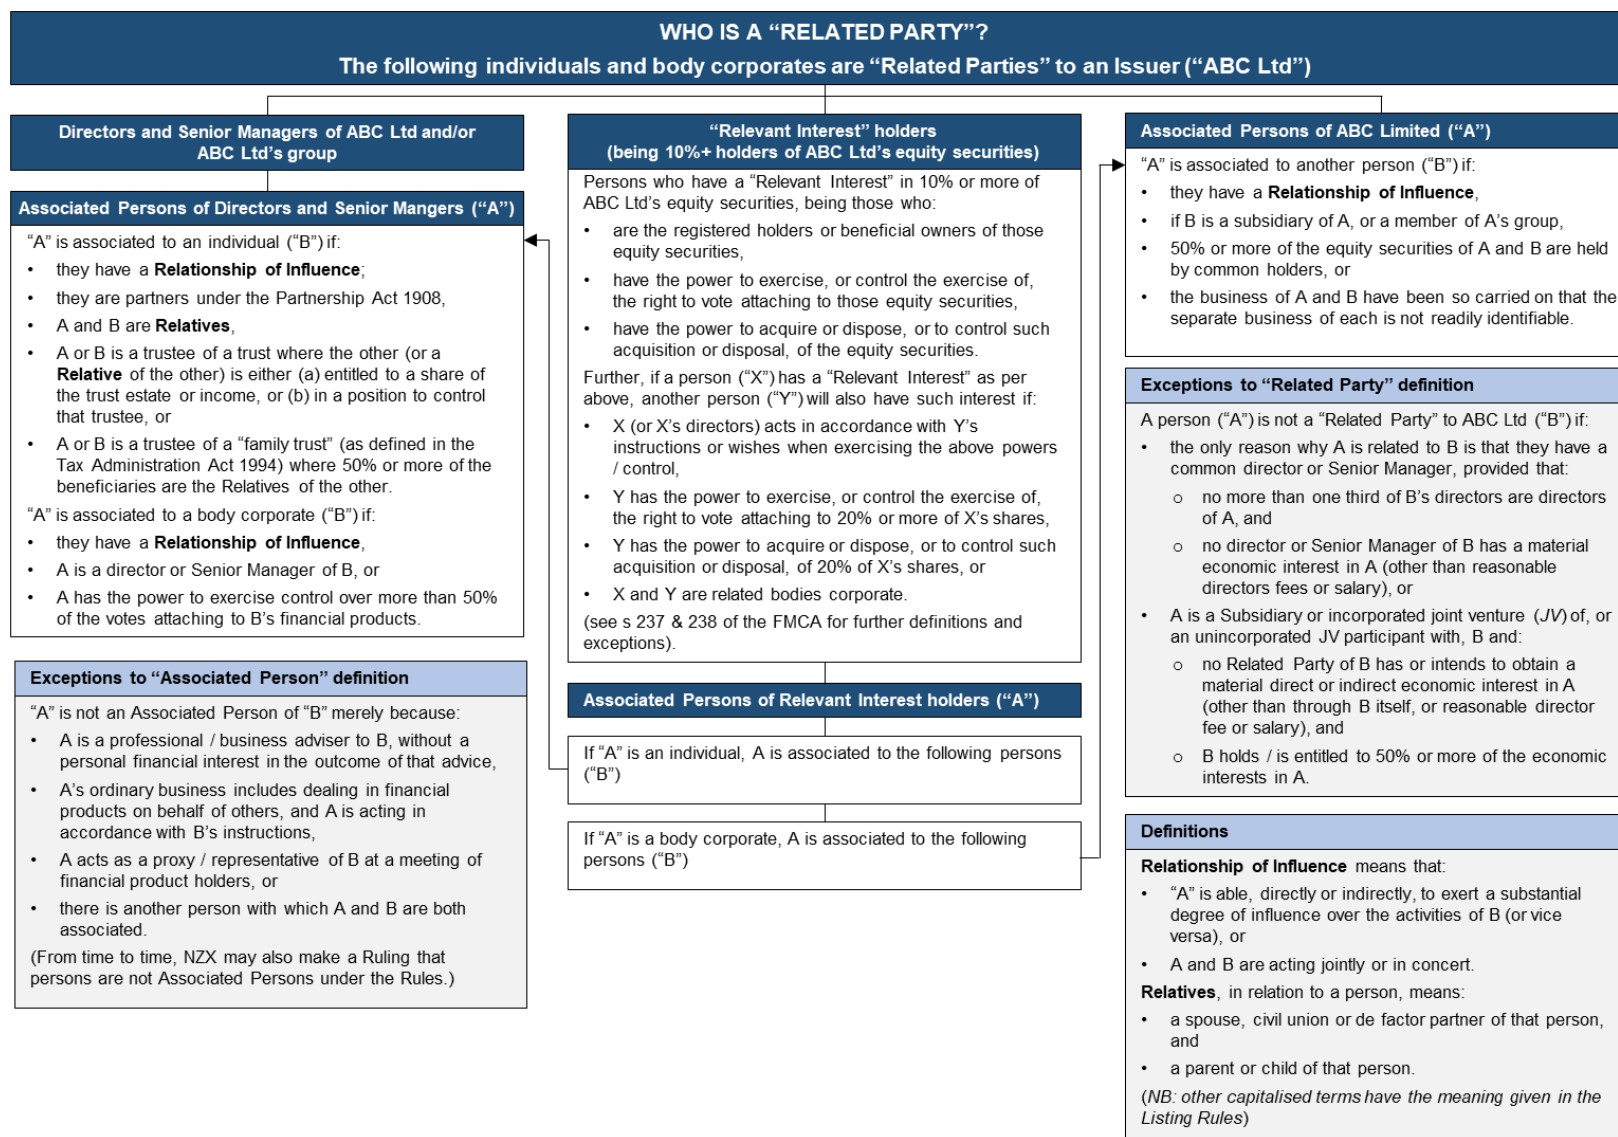 WHO IS A “RELATED PARTY”?
The following individuals and body corporates are “Related Parties” to an Issuer (“ABC Ltd”)
Directors and Senior Managers of ABC Ltd and/or
ABC Ltd’s group
Associated Persons of Directors and Senior Mangers (“A”)
“A” is associated to an individual (“B”) if:
• they have a Relationship of Influence;
• they are partners under the Partnership Act 1908,
• A and B are Relatives,
• A or B is a trustee of a trust where the other (or a
Relative of the other) is either (a) entitled to a share of
the trust estate or income, or (b) in a position to control
that trustee, or
• A or B is a trustee of a “family trust” (as defined in the
Tax Administration Act 1994) where 50% or more of the
beneficiaries are the Relatives of the other.
“A” is associated to a body corporate (“B”) if:
• they have a Relationship of Influence,
• A is a director or Senior Manager of B, or
• A has the power to exercise control over more than 50%
of the votes attaching to B’s financial products.
Exceptions to “Associated Person” definition
“A” is not an Associated Person of “B” merely because:
• A is a professional / business adviser to B, without a
personal financial interest in the outcome of that advice,
• A’s ordinary business includes dealing in financial
products on behalf of others, and A is acting in
accordance with B’s instructions,
• A acts as a proxy / representative of B at a meeting of
financial product holders, or
• there is another person with which A and B are both
associated.
(From time to time, NZX may also make a Ruling that
persons are not Associated Persons under the Rules.)
“Relevant Interest” holders
(being 10%+ holders of ABC Ltd’s equity securities)
Persons who have a “Relevant Interest” in 10% or more of
ABC Ltd’s equity securities, being those who:
• are the registered holders or beneficial owners of those
equity securities,
• have the power to exercise, or control the exercise of,
the right to vote attaching to those equity securities,
• have the power to acquire or dispose, or to control such
acquisition or disposal, of the equity securities.
Further, if a person (“X”) has a “Relevant Interest” as per
above, another person (“Y”) will also have such interest if:
• X (or X’s directors) acts in accordance with Y’s
instructions or wishes when exercising the above powers
/ control,
• Y has the power to exercise, or control the exercise of,
the right to vote attaching to 20% or more of X’s shares,
• Y has the power to acquire or dispose, or to control such
acquisition or disposal, of 20% of X’s shares, or
• X and Y are related bodies corporate.
(see s 237 & 238 of the FMCA for further definitions and
exceptions).
Associated Persons of Relevant Interest holders (“A”)
If “A” is an individual, A is associated to the following persons
(“B”)
If “A” is a body corporate, A is associated to the following
persons (“B”)
Associated Persons of ABC Limited (“A”)
“A” is associated to another person (“B”) if:
• they have a Relationship of Influence,
• if B is a subsidiary of A, or a member of A’s group,
• 50% or more of the equity securities of A and B are held
by common holders, or
• the business of A and B have been so carried on that the
separate business of each is not readily identifiable.
Exceptions to “Related Party” definition
A person (“A”) is not a “Related Party” to ABC Ltd (“B”) if:
• the only reason why A is related to B is that they have a
common director or Senior Manager, provided that:
o no more than one third of B’s directors are directors
of A, and
o no director or Senior Manager of B has a material
economic interest in A (other than reasonable
directors fees or salary), or
• A is a Subsidiary or incorporated joint venture (JV) of, or
an unincorporated JV participant with, B and:
o no Related Party of B has or intends to obtain a
material direct or indirect economic interest in A
(other than through B itself, or reasonable director
fee or salary), and
o B holds / is entitled to 50% or more of the economic
interests in A.
Definitions
Relationship of Influence means that:
• “A” is able, directly or indirectly, to exert a substantial
degree of influence over the activities of B (or vice
versa), or
• A and B are acting jointly or in concert.
Relatives, in relation to a person, means:
• a spouse, civil union or de factor partner of that person,
and
• a parent or child of that person.
(NB: other capitalised terms have the meaning given in the
Listing Rules)